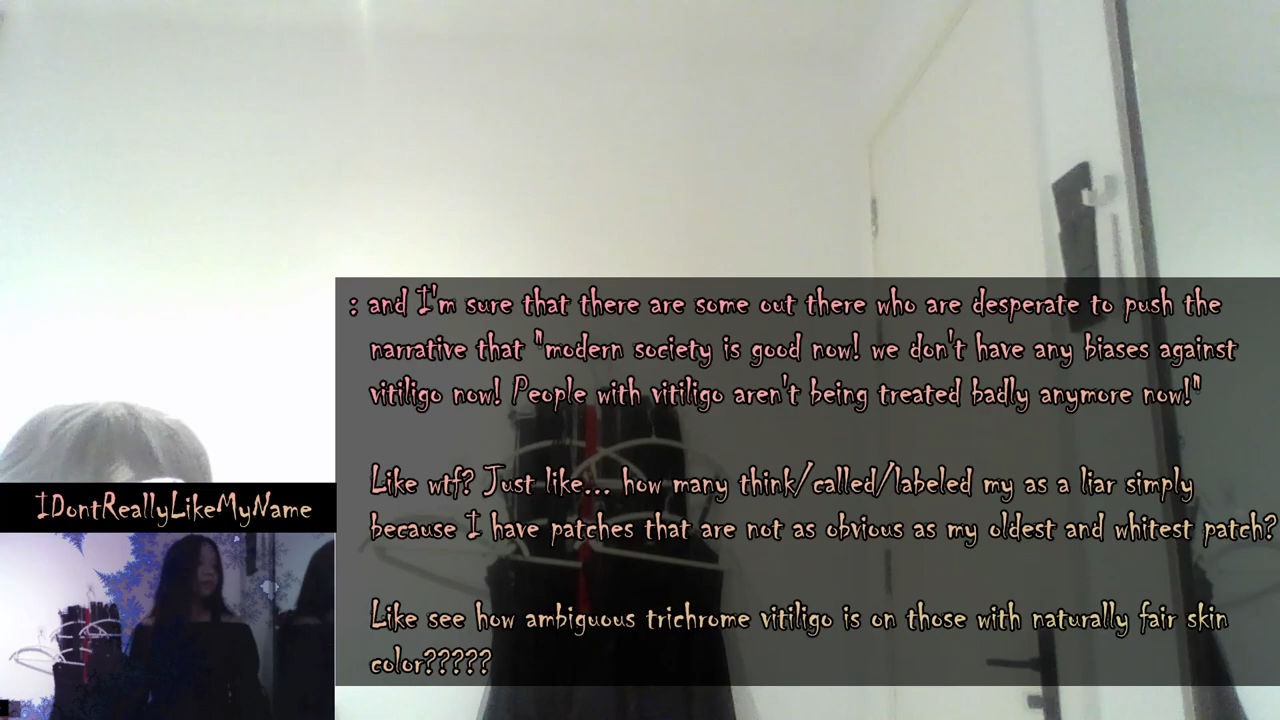 : and I'm sure that there are some out there who are desperate to push the
narrative that "modern society is good now! we don't have any biases against
vitiligo now! People with vitiligo aren't being treated badly anymore now!"
Like wtf? Just like... how many think/called/labeled my as a liar simply
because I have patches that are not as obvious as my oldest and whitest patch?
Like see how ambiguous trichrome vitiligo is on those with naturally fair skin
color?????
IDontReallyLikeMyName